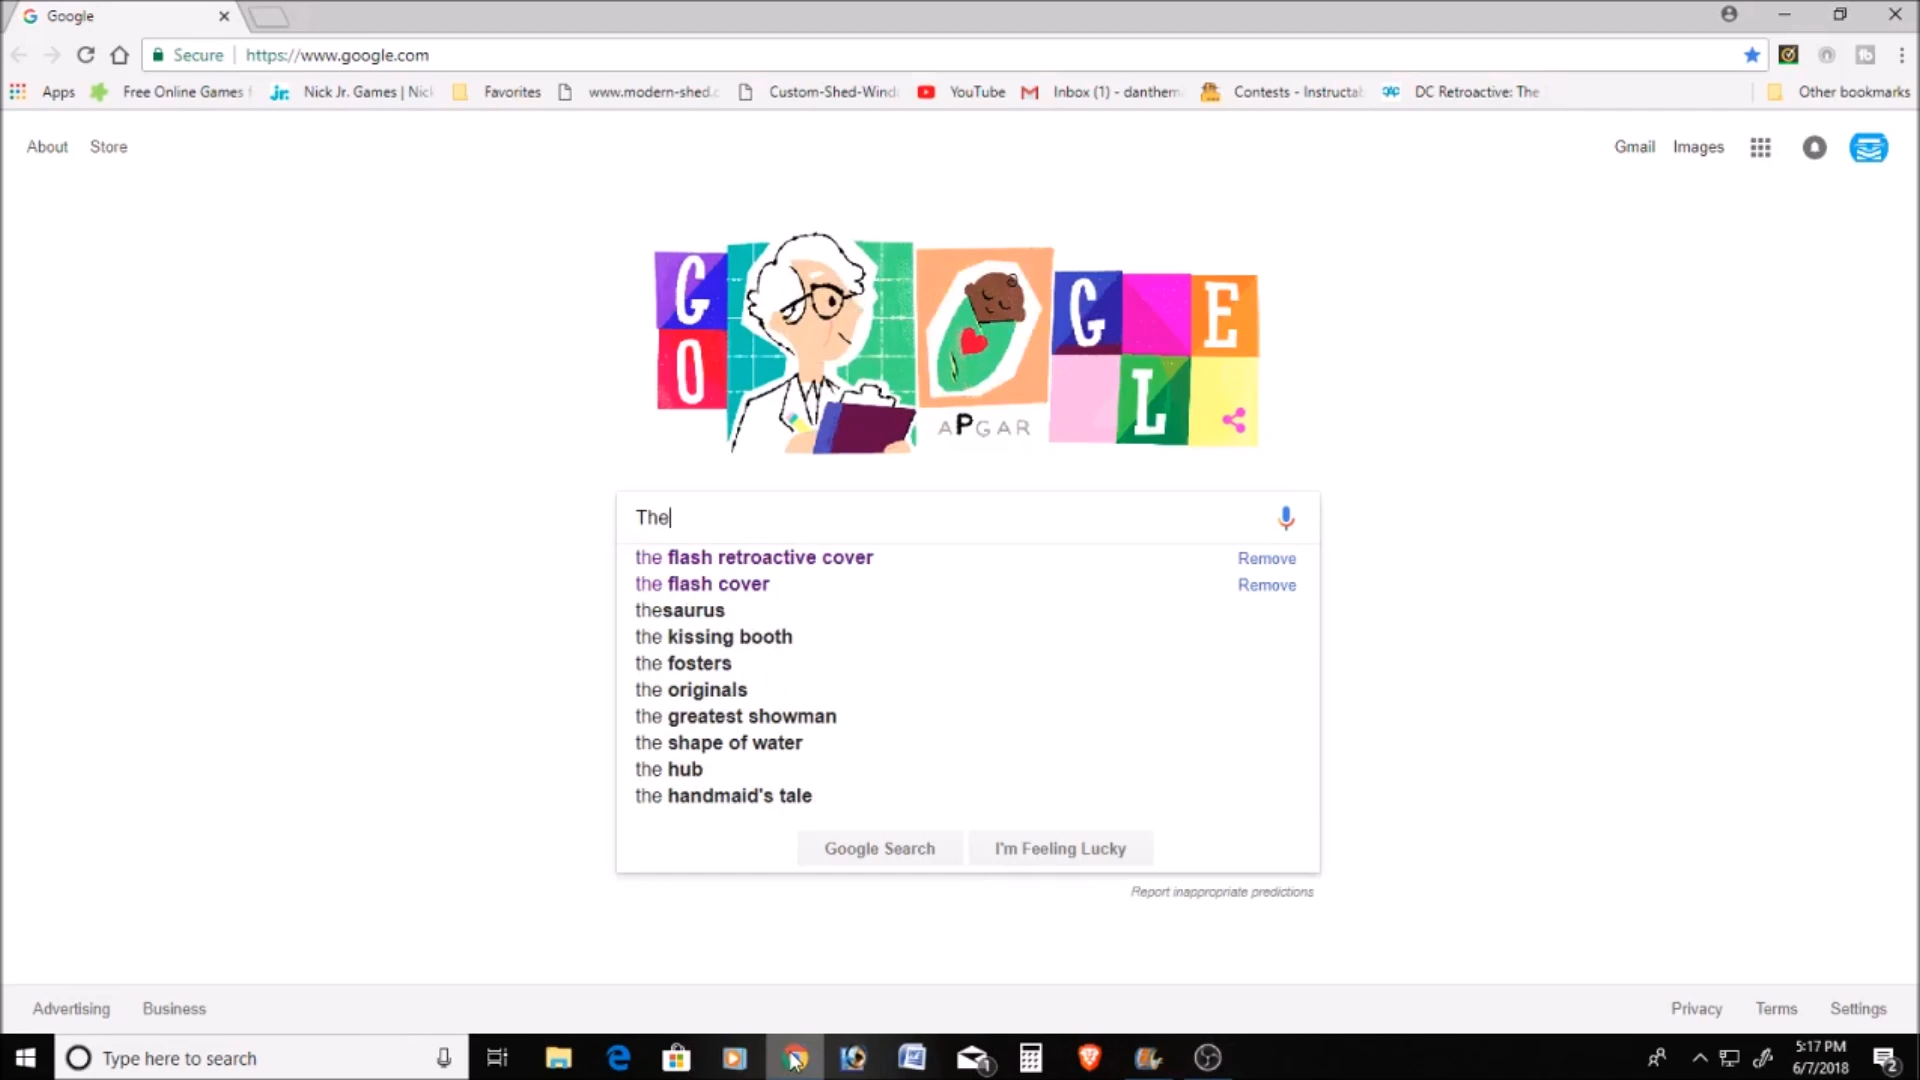 Google
Secure https://www.google.com
Apps Free Online Games Nick Jr. Games | Nick Favorites www.modern-shed.c Custom-Shed-Wind YouTube Inbox (1) - danthem Contests - Instructab DC Retroactive: The Other bookmarks
About Store Gmail Images
G
O
G E
L
APGAR
The
the flash retroactive cover Remove
the flash cover Remove
thesaurus
the kissing booth
the fosters
the originals
the greatest showman
the shape of water
the hub
the handmaid's tale
Google Search I'm Feeling Lucky
Report inappropriate predictions
Advertising Business Privacy Terms Settings
Type here to search 1 5:17 PM
6/7/2018 2